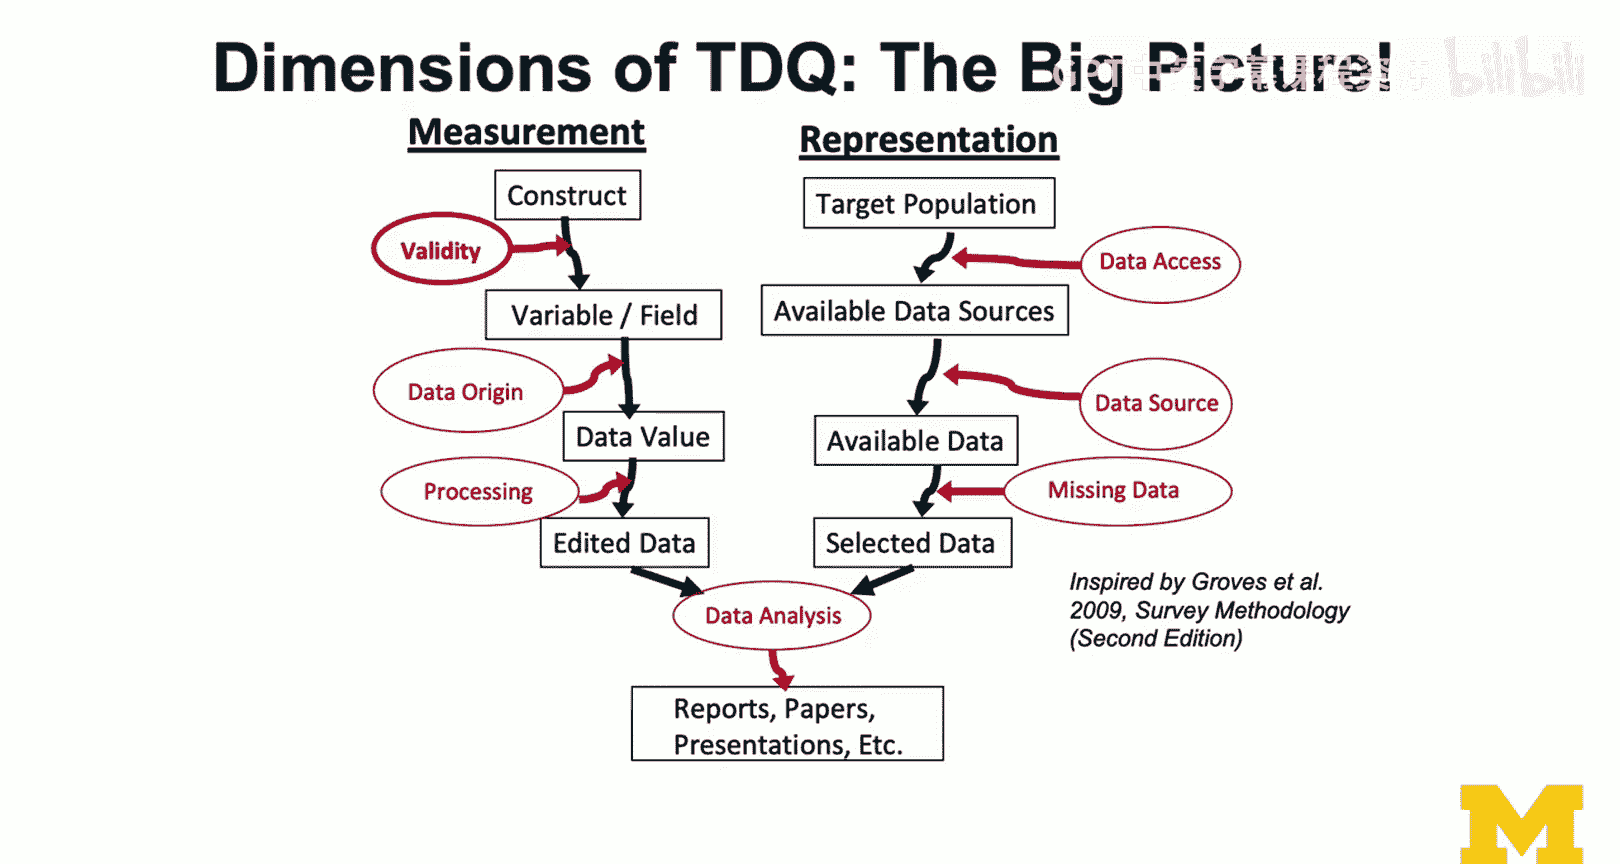 Dimensions of TDQ: The Big Picture!
bilibili
Measurement
Representation
Construct
Target Population
Validity
Data Access
Variable / Field
Available Data Sources
Data Origin
Data Source
Data Value
Available Data
Processing
Missing Data
Edited Data
Selected Data
Data Analysis
Inspired by Groves et al.
2009, Survey Methodology
(Second Edition)
Reports, Papers,
Presentations, Etc.
M